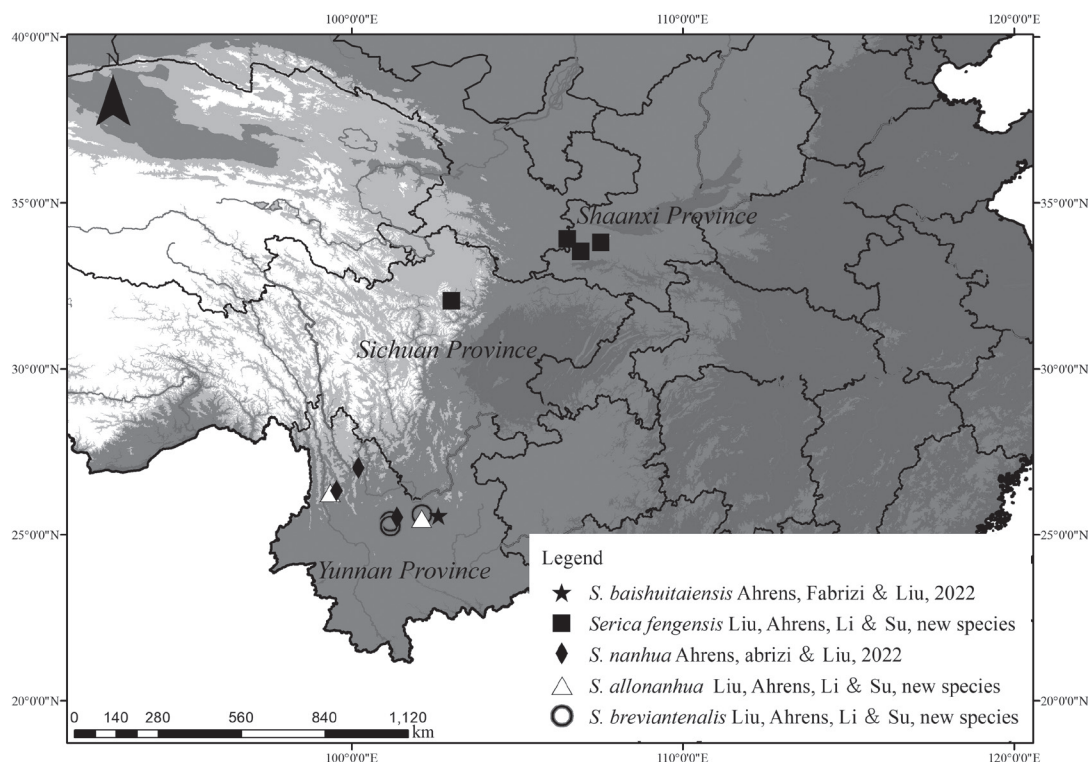 100°0'0"E
110°0'0"E
120°0'0"E
40°0'0"N
40°0'0"N
N
35°0'0"N
35°0'0"N
Shaanxi Province
Sichuan Province
30°0'0"N
30°0'0"N
25°0'0"N
25°0'0"N
Yunnan Province
Legend
S. baishuitaiensis Ahrens, Fabrizi & Liu, 2022
Serica fengensis Liu, Ahrens, Li & Su, new species
S. nanhua Ahrens, abrizi & Liu, 2022
S. allonanhua Liu, Ahrens, Li & Su, new species
S. breviantenalis Liu, Ahrens, Li & Su, new species
20°0'0"N
20°0'0"N
0 140 280 560 840 1,120
km
100°0'0"E
110°0'0"E
120°0'0"E